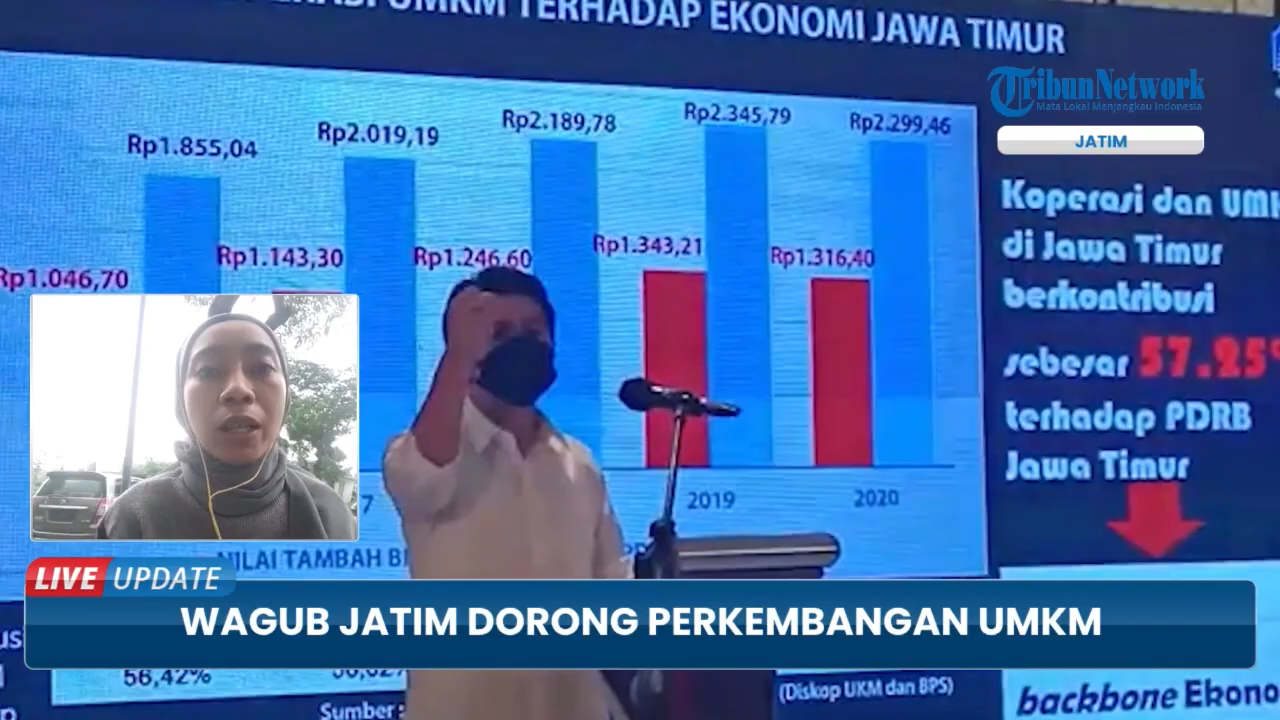 UMKM TERHADAP EKONOMI JAWA TIMUR
TribunNetwork
Mata Lokal Menjangkau Indonesia
JATIM
Rp1.855,04
Rp2.019,19
Rp2.189,78
Rp2.345,79
Rp2.299,46
Rp1.046,70
Rp1.143,30
Rp1.246,60
Rp1.343,21
Rp1.316,40
Koperasi dan
di Jawa Timur
berkontribusi
sebesar 57.25%
terhadap PDRB
Jawa Timur
2019
2020
NILAI TAMBAH
LIVE UPDATE
WAGUB JATIM DORONG PERKEMBANGAN UMKM
56,42%
Sumber :
(Diskop UKM dan BPS)
backbone